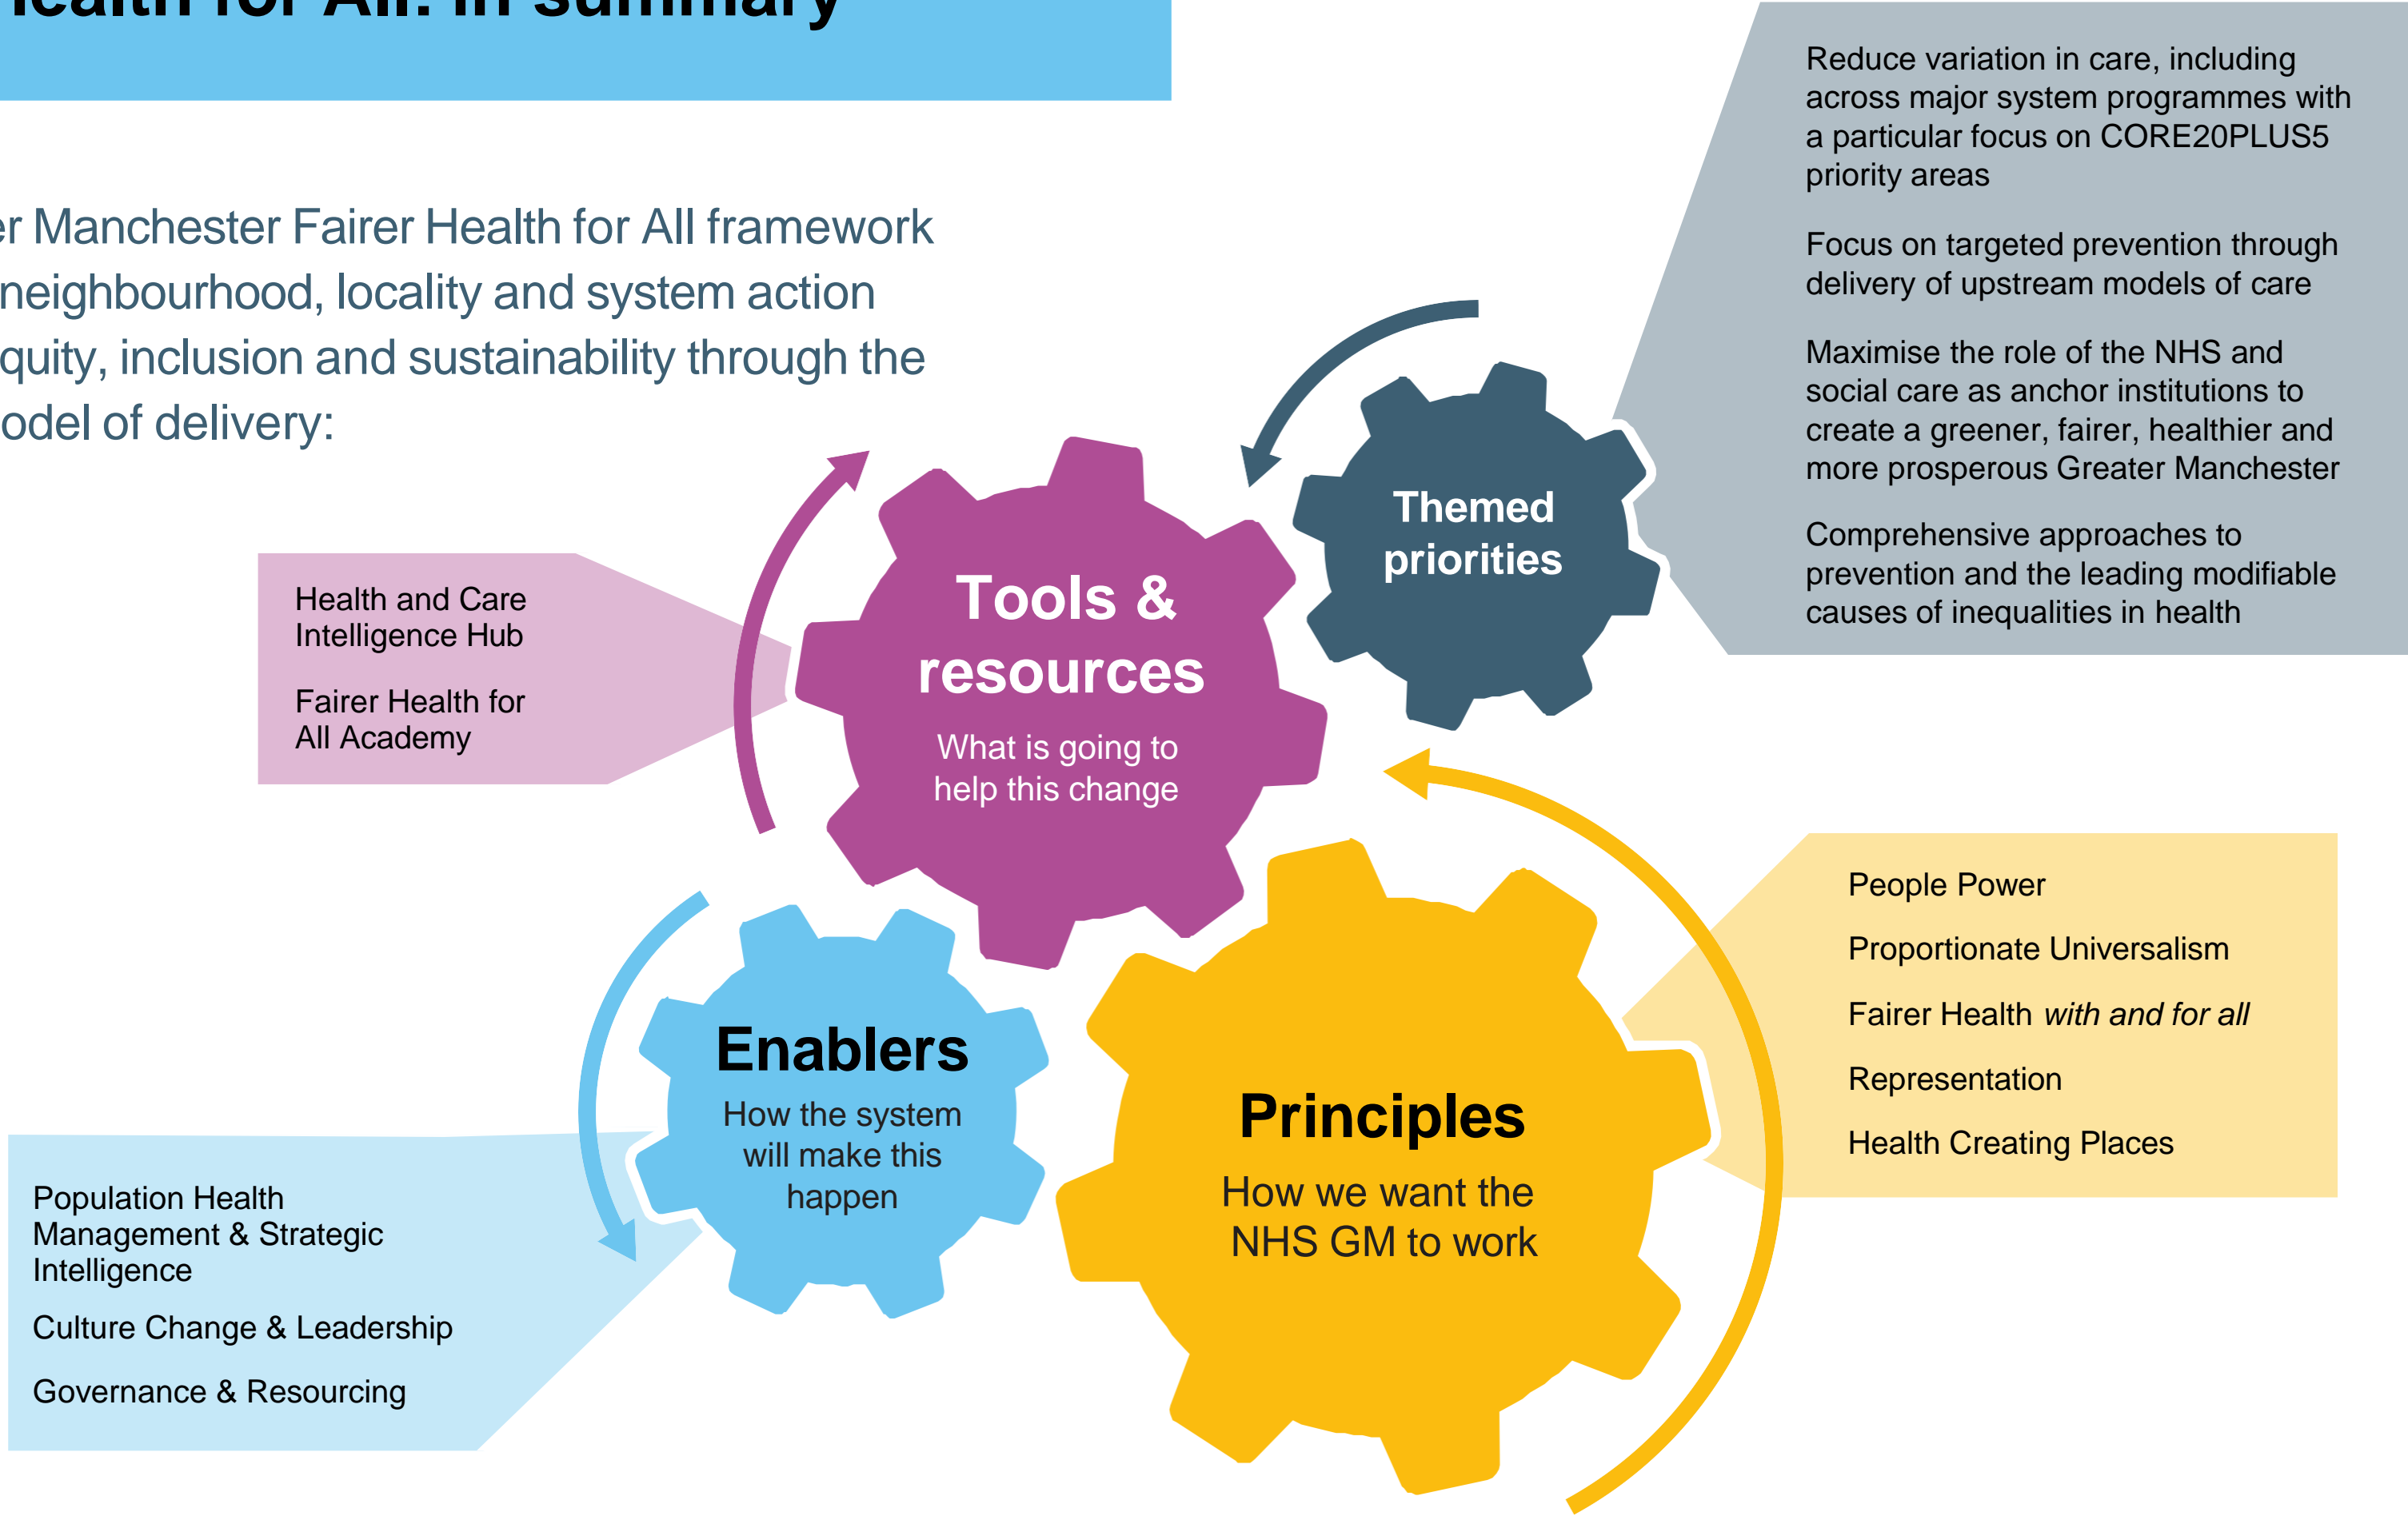 Health for All: in summary
er Manchester Fairer Health for All framework
neighbourhood, locality and system action
quity, inclusion and sustainability through the
odel of delivery:
Reduce variation in care, including
across major system programmes with
a particular focus on CORE20PLUS5
priority areas
Focus on targeted prevention through
delivery of upstream models of care
Maximise the role of the NHS and
social care as anchor institutions to
create a greener, fairer, healthier and
more prosperous Greater Manchester
Comprehensive approaches to
prevention and the leading modifiable
causes of inequalities in health
Themed
priorities
Health and Care
Intelligence Hub
Fairer Health for
All Academy
Tools &
resources
What is going to
help this change
People Power
Proportionate Universalism
Fairer Health with and for all
Representation
Health Creating Places
Enablers
How the system
will make this
happen
Principles
How we want the
NHS GM to work
Population Health
Management & Strategic
Intelligence
Culture Change & Leadership
Governance & Resourcing